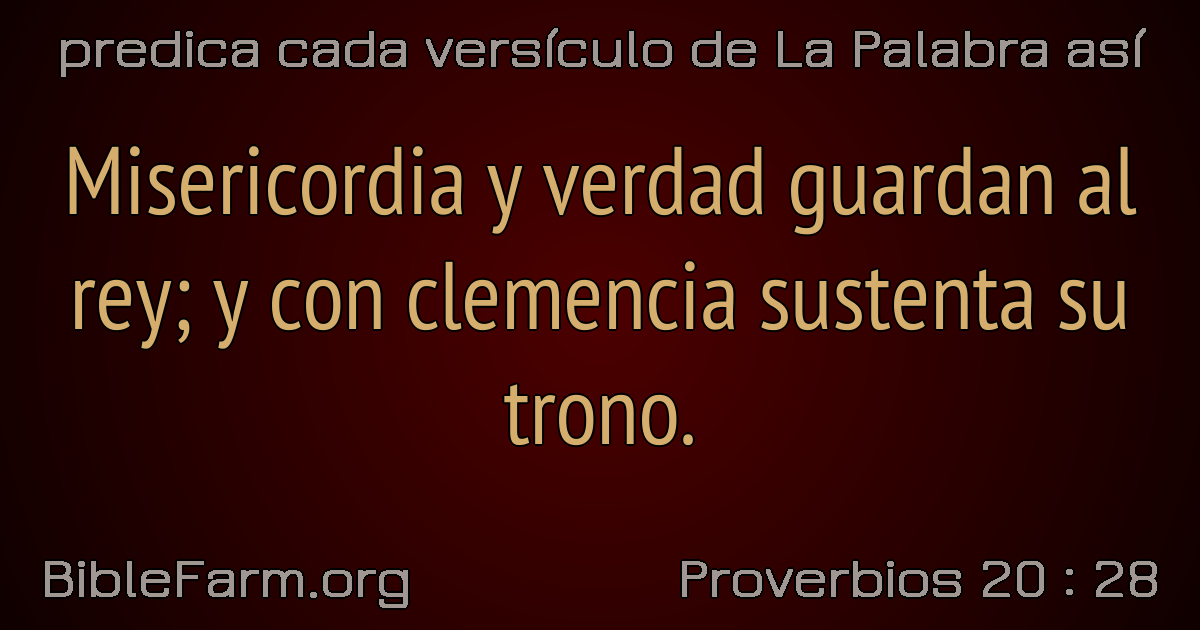 predica cada versículo de La Palabra así
Misericordia y verdad guardan al
rey; y con clemencia sustenta su
trono.
BibleFarm.org
Proverbios 20 : 28